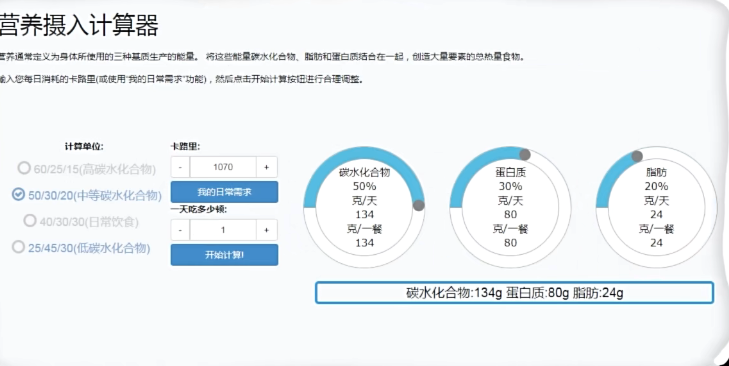 营养摄入计算器
营养通常定义为身体所使用的三种基质生产的能量。 将这些能量碳水化合物、脂肪和蛋白质结合在一起，创造大量要素的总热量食物。
输入您每日消耗的卡路里(或使用“我的日常需求”功能)，然后点击开始计算按钮进行合理调整。
计算单位:
60/25/15(高碳水化合物)
50/30/20(中等碳水化合物)
40/30/30(日常饮食)
25/45/30(低碳水化合物)
卡路里:
- 1070 +
我的日常需求
一天吃多少顿:
- 1 +
开始计算!
碳水化合物
50%
克/天
134
克/一餐
134
蛋白质
30%
克/天
80
克/一餐
80
脂肪
20%
克/天
24
克/一餐
24
碳水化合物:134g 蛋白质:80g 脂肪:24g